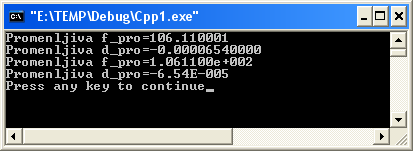 "E:\TEMP\Debug\Cpp1.exe"
Promenljiva f_pro=106.110001
Promenljiva d_pro=-0.00006540000
Promenljiva f_pro=1.061100e+002
Promenljiva d_pro=-6.54E-005
Press any key to continue_